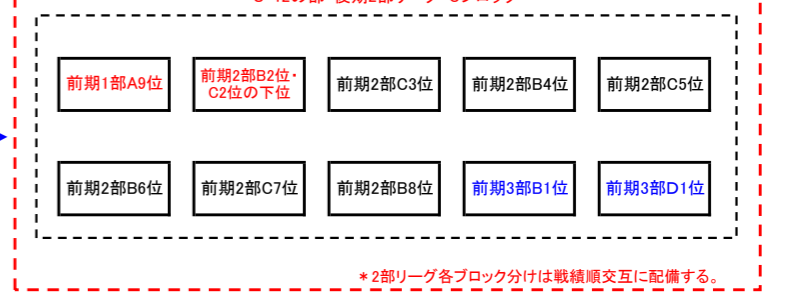 前期1部A9位
前期2部B2位・
C2位の下位
前期2部C3位
前期2部B4位
前期2部C5位
前期2部B6位
前期2部C7位
前期2部B8位
前期3部B1位
前期3部D1位
＊2部リーグ各ブロック分けは戦績順交互に配備する。